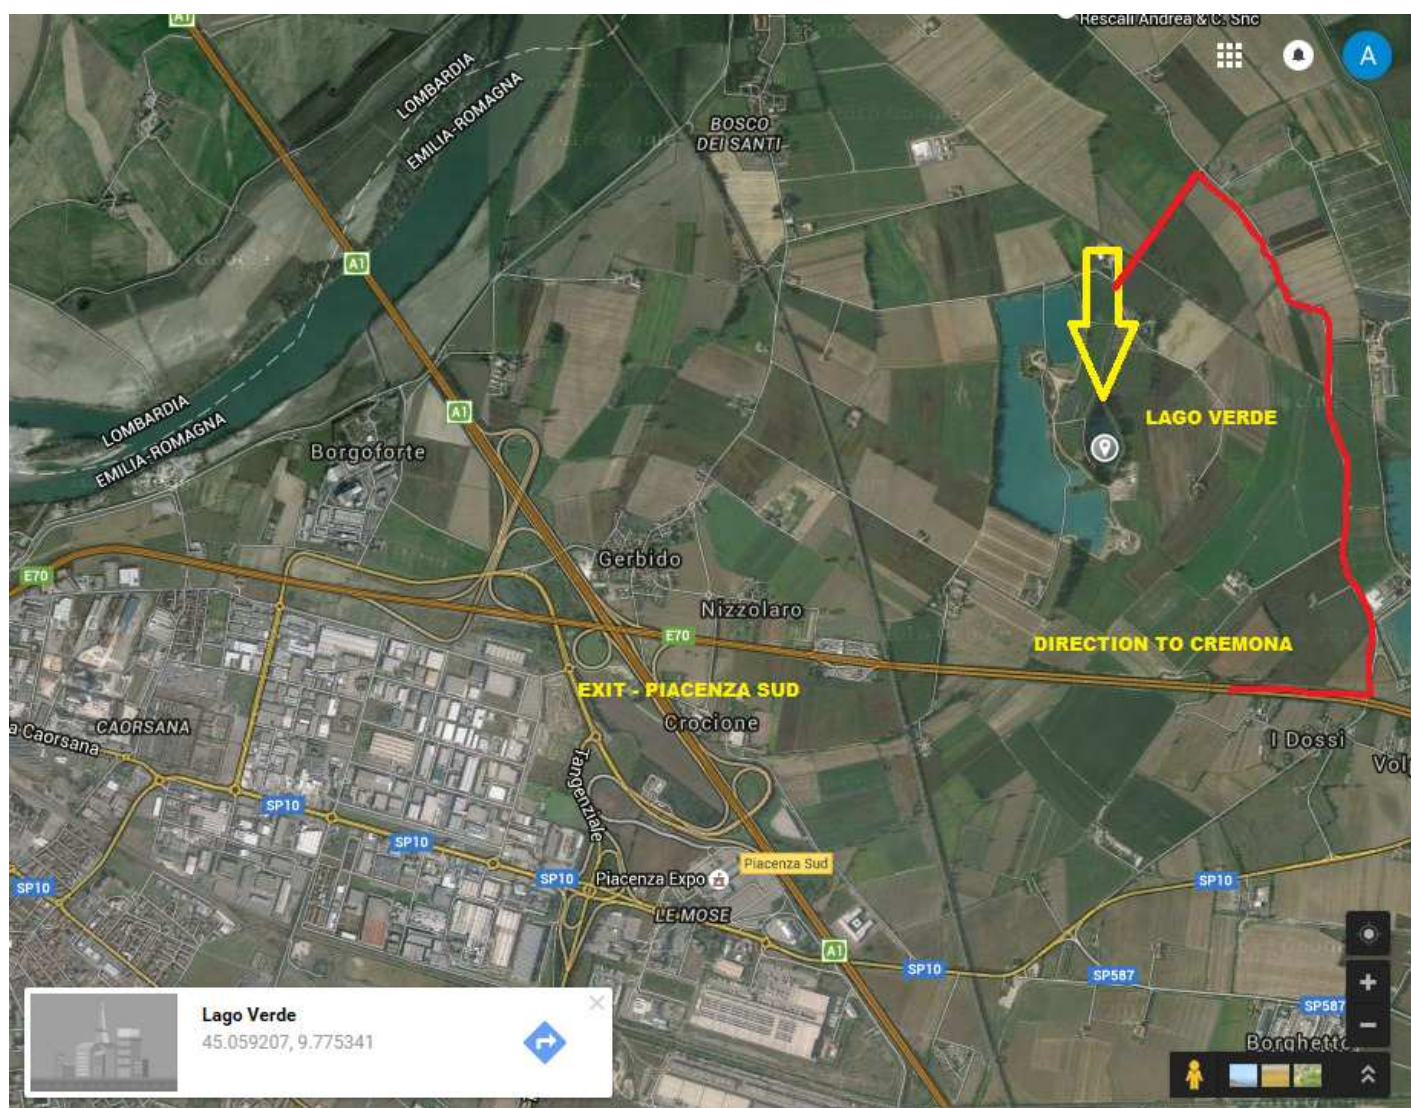 A1
Rescali Andrea & C. Snc
A
LOMBARDIA
EMILIA-ROMAGNA
BOSCO
DEI SANTI
A1
LOMBARDIA
EMILIA-ROMAGNA
A1
LAGO VERDE
Borgoforte
Gerbido
E70
Nizzolaro
E70
DIRECTION TO CREMONA
EXIT - PIACENZA SUD
Crocione
CAORSANA
a Caorsana
I Dossi
Tangenziale
SP10
SP10
Piacenza Sud
SP10
SP10
Piacenza Expo
SP10
LE MOSE
A1
SP10
SP587
SP587
Borghetto
Lago Verde
45.059207, 9.775341